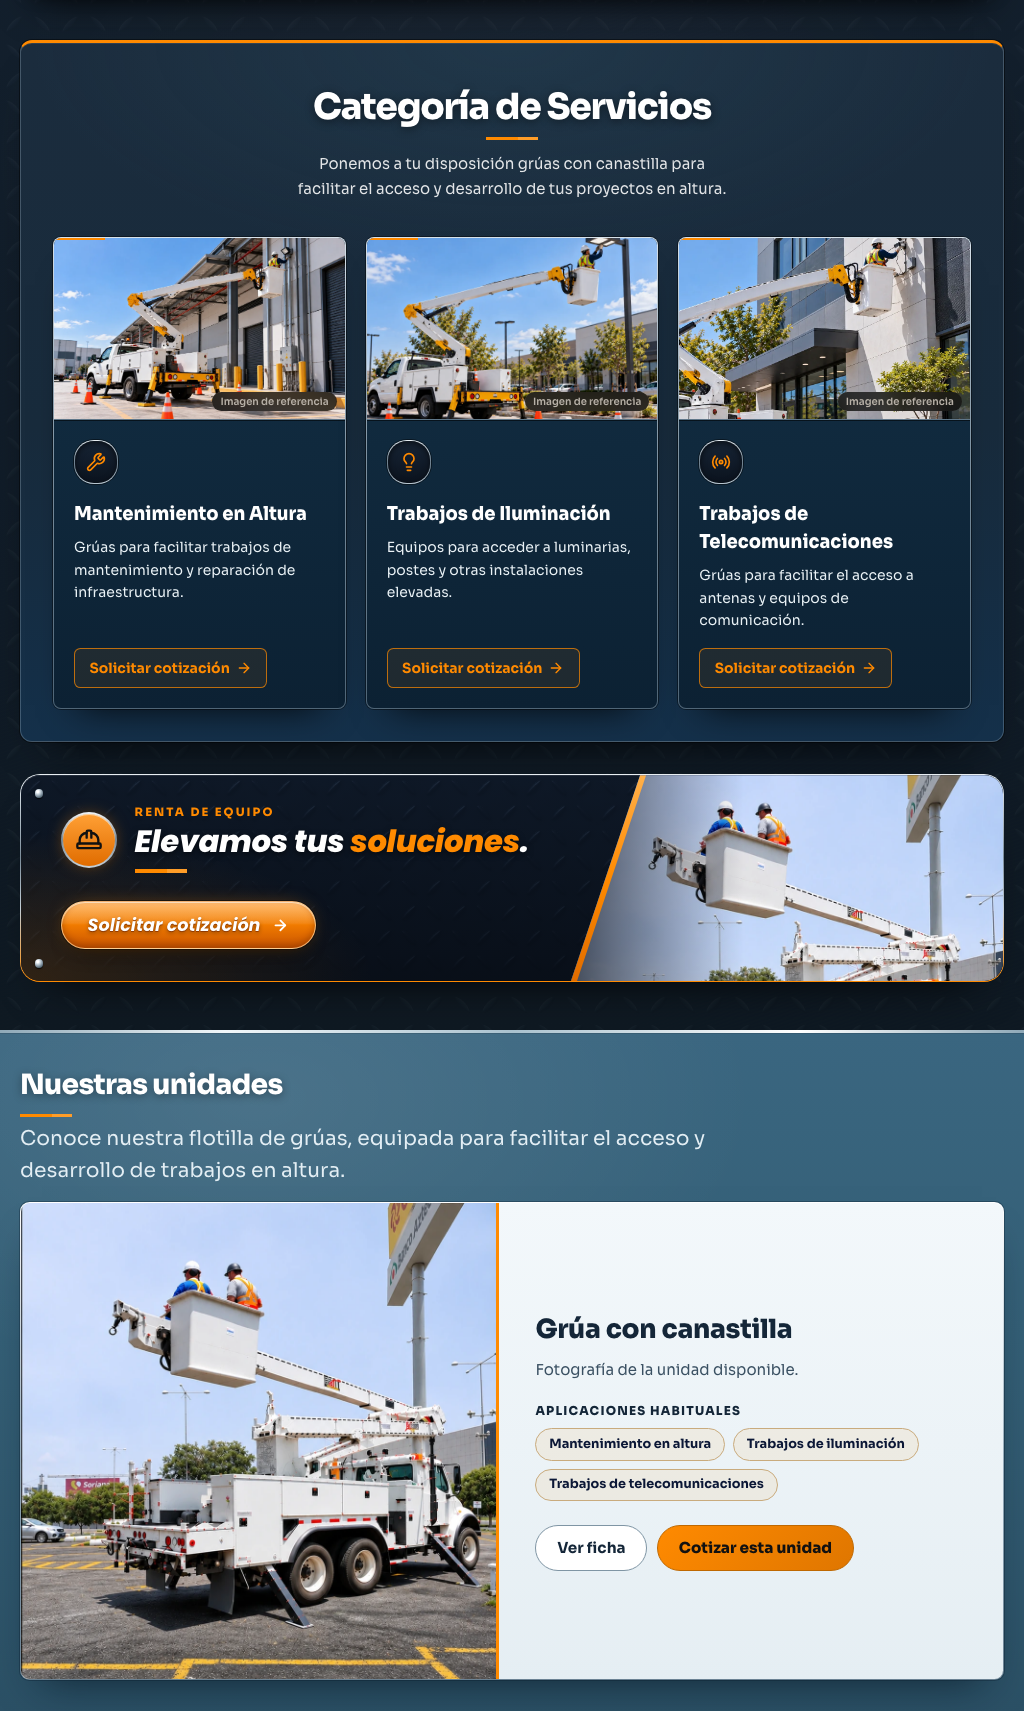 Categoría de Servicios
Ponemos a tu disposición grúas con canastilla para
facilitar el acceso y desarrollo de tus proyectos en altura.
Imagen de referencia
Mantenimiento en Altura
Grúas para facilitar trabajos de
mantenimiento y reparación de
infraestructura.
Solicitar cotización →
Imagen de referencia
Trabajos de Iluminación
Equipos para acceder a luminarias,
postes y otras instalaciones
elevadas.
Solicitar cotización →
Imagen de referencia
Trabajos de
Telecomunicaciones
Grúas para facilitar el acceso a
antenas y equipos de
comunicación.
Solicitar cotización →
RENTA DE EQUIPO
Elevamos tus soluciones.
Solicitar cotización →
Nuestras unidades
Conoce nuestra flotilla de grúas, equipada para facilitar el acceso y
desarrollo de trabajos en altura.
Soriana
Grúa con canastilla
Fotografía de la unidad disponible.
APLICACIONES HABITUALES
Mantenimiento en altura
Trabajos de iluminación
Trabajos de telecomunicaciones
Ver ficha
Cotizar esta unidad